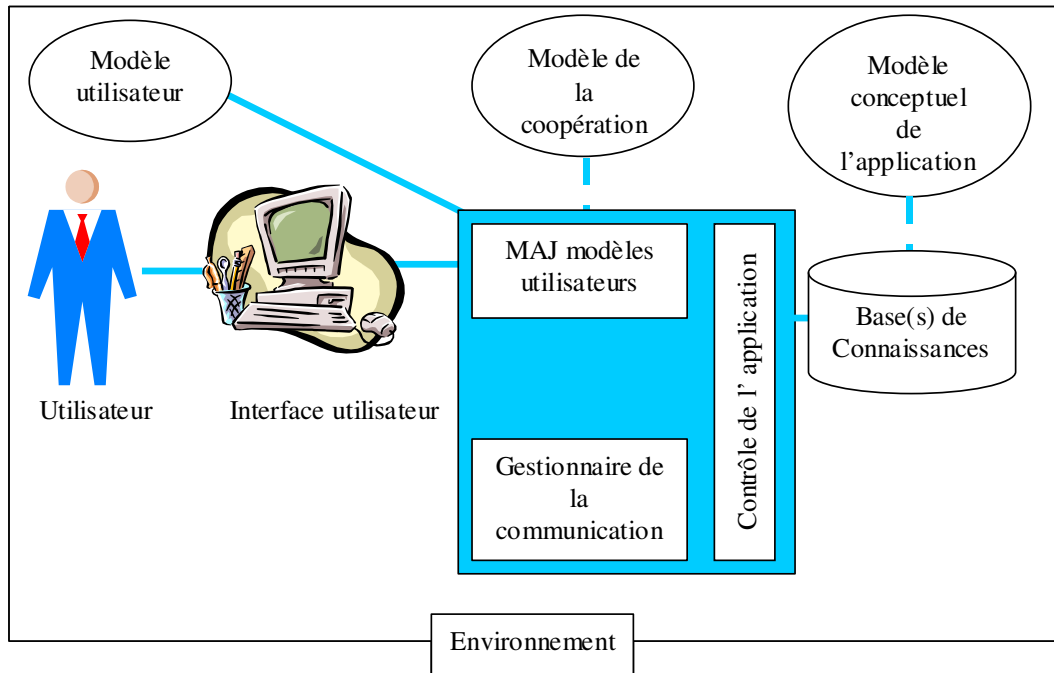 Modèle
utilisateur
Modèle de
la
coopération
Modèle
conceptuel
de
l’application
MAJ modèles
utilisateurs
Contrôle de l’ application
Base(s) de
Connaissances
Utilisateur
Interface utilisateur
Gestionnaire de
la
communication
Environnement